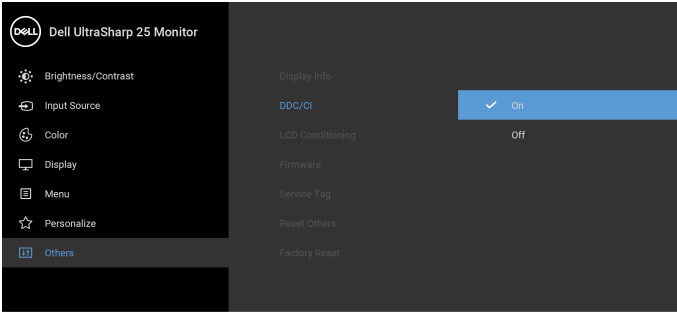 DELL
Dell UltraSharp 25 Monitor
Brightness/Contrast
Input Source
Color
Display
Menu
Personalize
Others
Display Info
DDC/CI
LCD Conditioning
Firmware
Service Tag
Reset Others
Factory Reset
On
Off